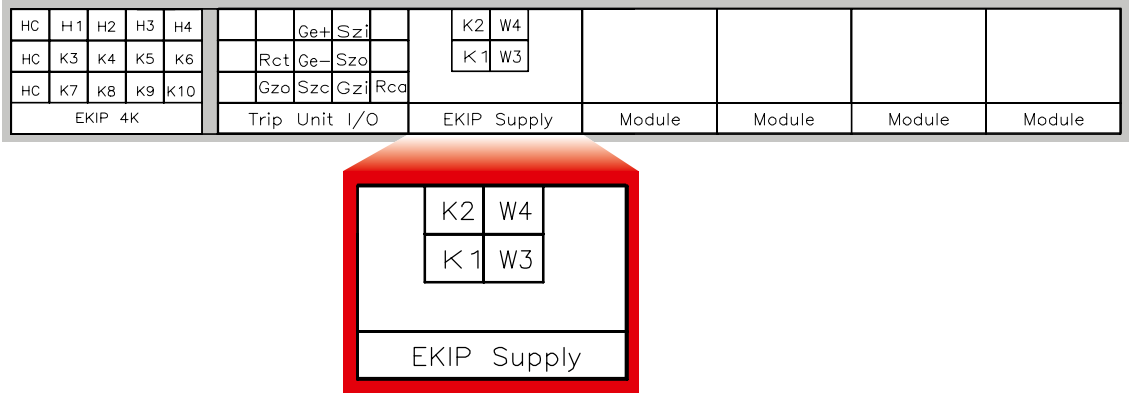 HC H1 H2 H3 H4 Ge+ Szi K2 W4
HC K3 K4 K5 K6 Rct Ge− Szo K1 W3
HC K7 K8 K9 K10 Gzo Szc Gzi Rca
EKIP 4K Trip Unit I/O EKIP Supply Module Module Module Module
K2 W4
K1 W3
EKIP Supply